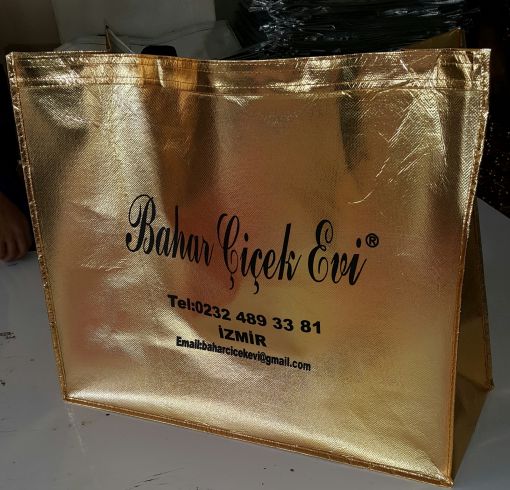 Bahar Çiçek Evi®
Tel:0232 489 33 81
İZMİR
Email:baharcicekevi@gmail.com